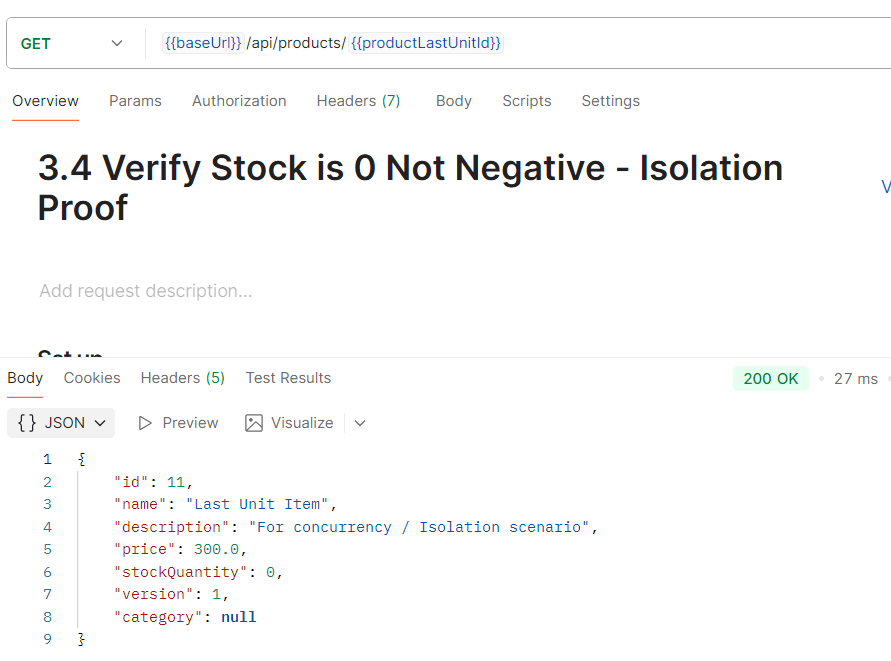 GET {{baseUrl}}/api/products/{{productLastUnitId}}
Overview Params Authorization Headers (7) Body Scripts Settings
3.4 Verify Stock is 0 Not Negative - Isolation
Proof
V
Add request description...
Set up
Body Cookies Headers (5) Test Results 200 OK 27 ms
{} JSON Preview Visualize
1 {
2 "id": 11,
3 "name": "Last Unit Item",
4 "description": "For concurrency / Isolation scenario",
5 "price": 300.0,
6 "stockQuantity": 0,
7 "version": 1,
8 "category": null
9 }